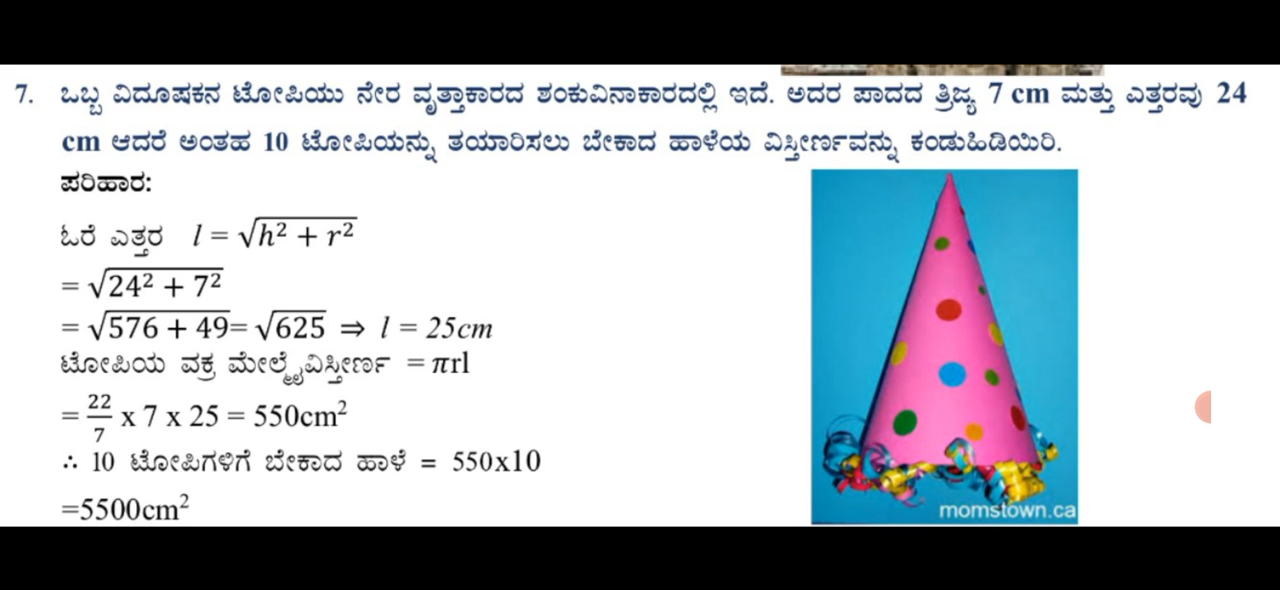 7. ಒಬ್ಬ ವಿದೂಷಕನ ಟೋಪಿಯು ನೇರ ವೃತ್ತಾಕಾರದ ಶಂಕುವಿನಾಕಾರದಲ್ಲಿ ಇದೆ. ಅದರ ಪಾದದ ತ್ರಿಜ್ಯ 7 cm ಮತ್ತು ಎತ್ತರವು 24
cm ಆದರೆ ಅಂತಹ 10 ಟೋಪಿಯನ್ನು ತಯಾರಿಸಲು ಬೇಕಾದ ಹಾಳೆಯ ವಿಸ್ತೀರ್ಣವನ್ನು ಕಂಡುಹಿಡಿಯಿರಿ.
ಪರಿಹಾರ:
ಓರೆ ಎತ್ತರ l = √h² + r²
= √24² + 7²
= √576 + 49= √625 ⇒ l = 25cm
ಟೋಪಿಯ ವಕ್ರ ಮೇಲ್ಮೈವಿಸ್ತೀರ್ಣ = πrl
= 22/7 x 7 x 25 = 550cm²
∴ 10 ಟೋಪಿಗಳಿಗೆ ಬೇಕಾದ ಹಾಳೆ = 550x10
=5500cm²
momstown.ca